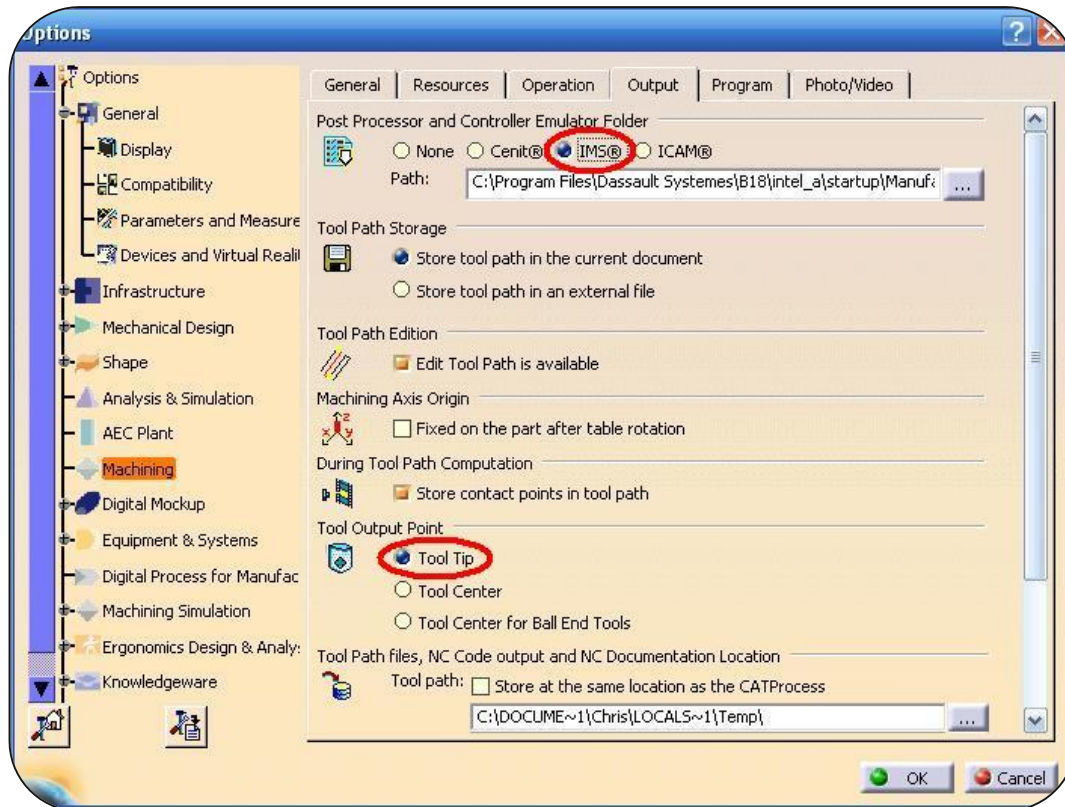 Options
Options
General
Display
Compatibility
Parameters and Measure
Devices and Virtual Reali
Infrastructure
Mechanical Design
Shape
Analysis & Simulation
AEC Plant
Machining
Digital Mockup
Equipment & Systems
Digital Process for Manufac
Machining Simulation
Ergonomics Design & Analy
Knowledgeware
General Resources Operation Output Program Photo/Video
Post Processor and Controller Emulator Folder
None Cenit® IMS® ICAM®
Path: C:\Program Files\Dassault Systemes\B18\intel_a\startup\Manufa ...
Tool Path Storage
Store tool path in the current document
Store tool path in an external file
Tool Path Edition
Edit Tool Path is available
Machining Axis Origin
Fixed on the part after table rotation
During Tool Path Computation
Store contact points in tool path
Tool Output Point
Tool Tip
Tool Center
Tool Center for Ball End Tools
Tool Path files, NC Code output and NC Documentation Location
Tool path: Store at the same location as the CATProcess
C:\DOCUME~1\Chris\LOCALS~1\Temp\ ...
OK Cancel